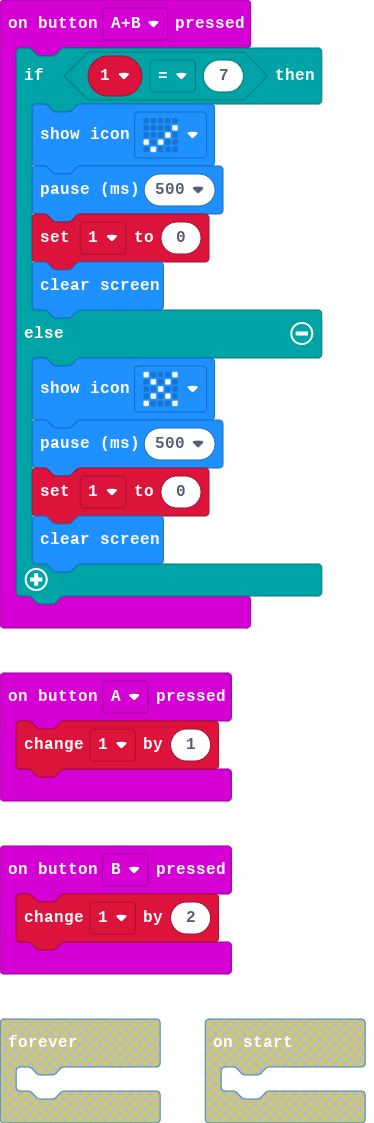 on button A+B pressed
if 1 = 7 then
show icon
pause (ms) 500
set 1 to 0
clear screen
else
show icon
pause (ms) 500
set 1 to 0
clear screen
on button A pressed
change 1 by 1
on button B pressed
change 1 by 2
forever on start